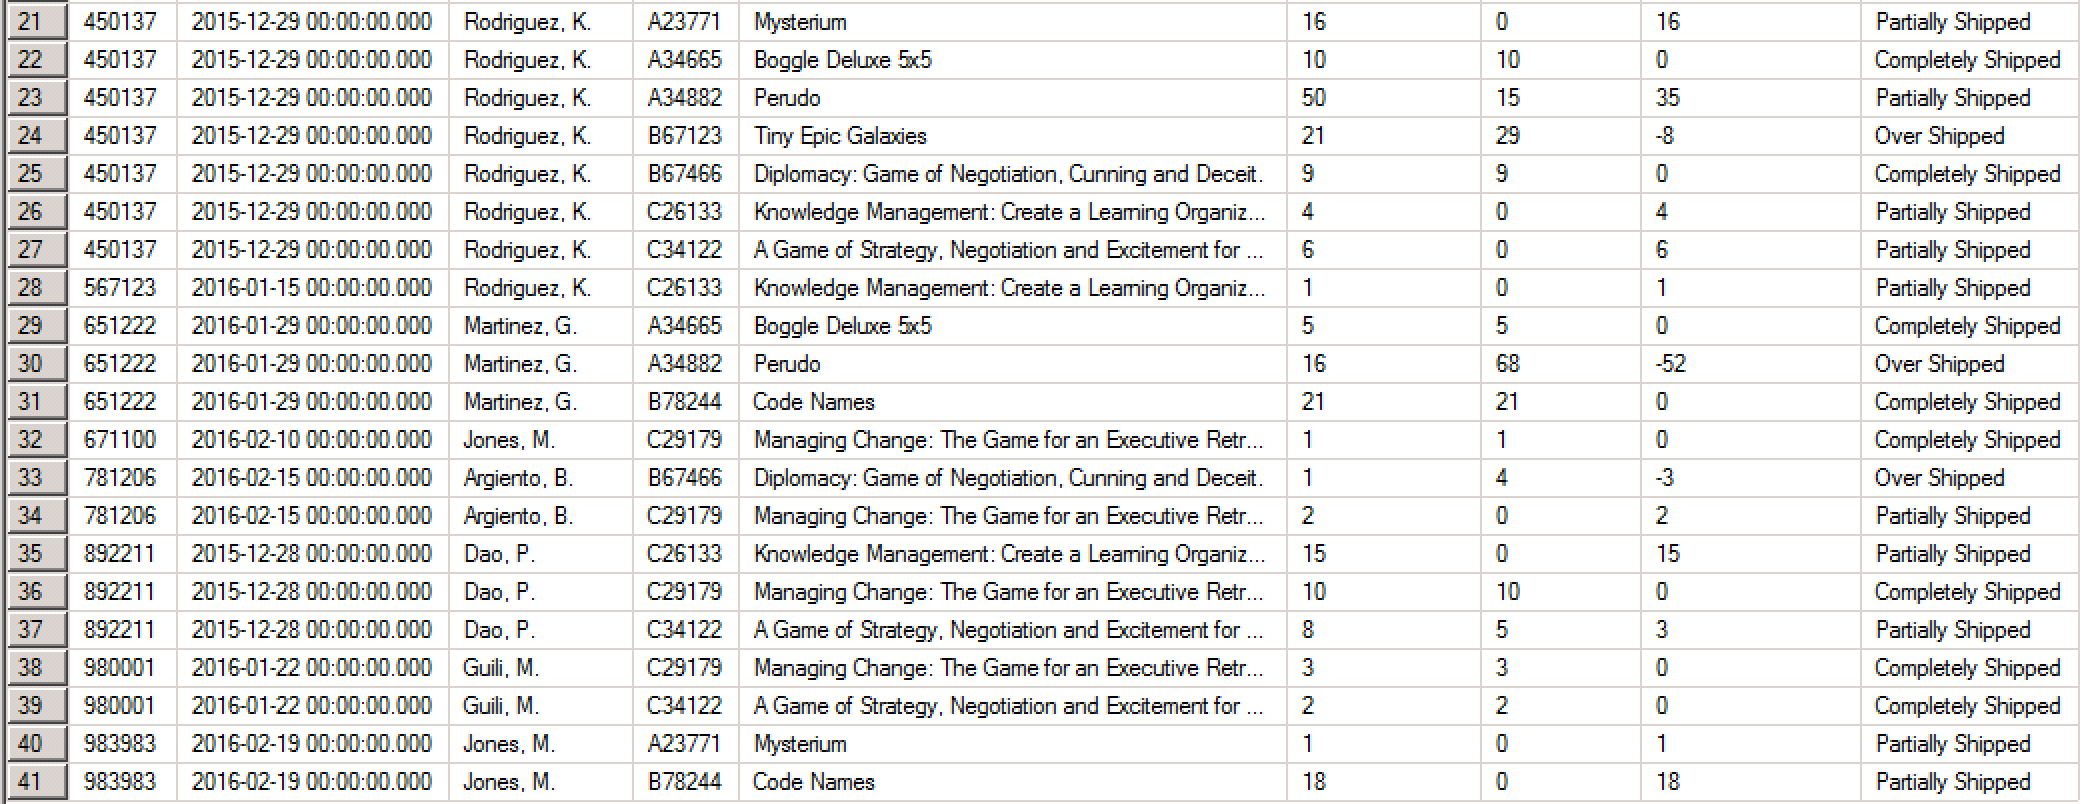 21 450137 2015-12-29 00:00:00.000 Rodriguez, K. A23771 Mysterium 16 0 16 Partially Shipped
22 450137 2015-12-29 00:00:00.000 Rodriguez, K. A34665 Boggle Deluxe 5x5 10 10 0 Completely Shipped
23 450137 2015-12-29 00:00:00.000 Rodriguez, K. A34882 Perudo 50 15 35 Partially Shipped
24 450137 2015-12-29 00:00:00.000 Rodriguez, K. B67123 Tiny Epic Galaxies 21 29 -8 Over Shipped
25 450137 2015-12-29 00:00:00.000 Rodriguez, K. B67466 Diplomacy: Game of Negotiation, Cunning and Deceit. 9 9 0 Completely Shipped
26 450137 2015-12-29 00:00:00.000 Rodriguez, K. C26133 Knowledge Management: Create a Learning Organiz... 4 0 4 Partially Shipped
27 450137 2015-12-29 00:00:00.000 Rodriguez, K. C34122 A Game of Strategy, Negotiation and Excitement for ... 6 0 6 Partially Shipped
28 567123 2016-01-15 00:00:00.000 Rodriguez, K. C26133 Knowledge Management: Create a Learning Organiz... 1 0 1 Partially Shipped
29 651222 2016-01-29 00:00:00.000 Martinez, G. A34665 Boggle Deluxe 5x5 5 5 0 Completely Shipped
30 651222 2016-01-29 00:00:00.000 Martinez, G. A34882 Perudo 16 68 -52 Over Shipped
31 651222 2016-01-29 00:00:00.000 Martinez, G. B78244 Code Names 21 21 0 Completely Shipped
32 671100 2016-02-10 00:00:00.000 Jones, M. C29179 Managing Change: The Game for an Executive Retr... 1 1 0 Completely Shipped
33 781206 2016-02-15 00:00:00.000 Argiento, B. B67466 Diplomacy: Game of Negotiation, Cunning and Deceit. 1 4 -3 Over Shipped
34 781206 2016-02-15 00:00:00.000 Argiento, B. C29179 Managing Change: The Game for an Executive Retr... 2 0 2 Partially Shipped
35 892211 2015-12-28 00:00:00.000 Dao, P. C26133 Knowledge Management: Create a Learning Organiz... 15 0 15 Partially Shipped
36 892211 2015-12-28 00:00:00.000 Dao, P. C29179 Managing Change: The Game for an Executive Retr... 10 10 0 Completely Shipped
37 892211 2015-12-28 00:00:00.000 Dao, P. C34122 A Game of Strategy, Negotiation and Excitement for ... 8 5 3 Partially Shipped
38 980001 2016-01-22 00:00:00.000 Guili, M. C29179 Managing Change: The Game for an Executive Retr... 3 3 0 Completely Shipped
39 980001 2016-01-22 00:00:00.000 Guili, M. C34122 A Game of Strategy, Negotiation and Excitement for ... 2 2 0 Completely Shipped
40 983983 2016-02-19 00:00:00.000 Jones, M. A23771 Mysterium 1 0 1 Partially Shipped
41 983983 2016-02-19 00:00:00.000 Jones, M. B78244 Code Names 18 0 18 Partially Shipped